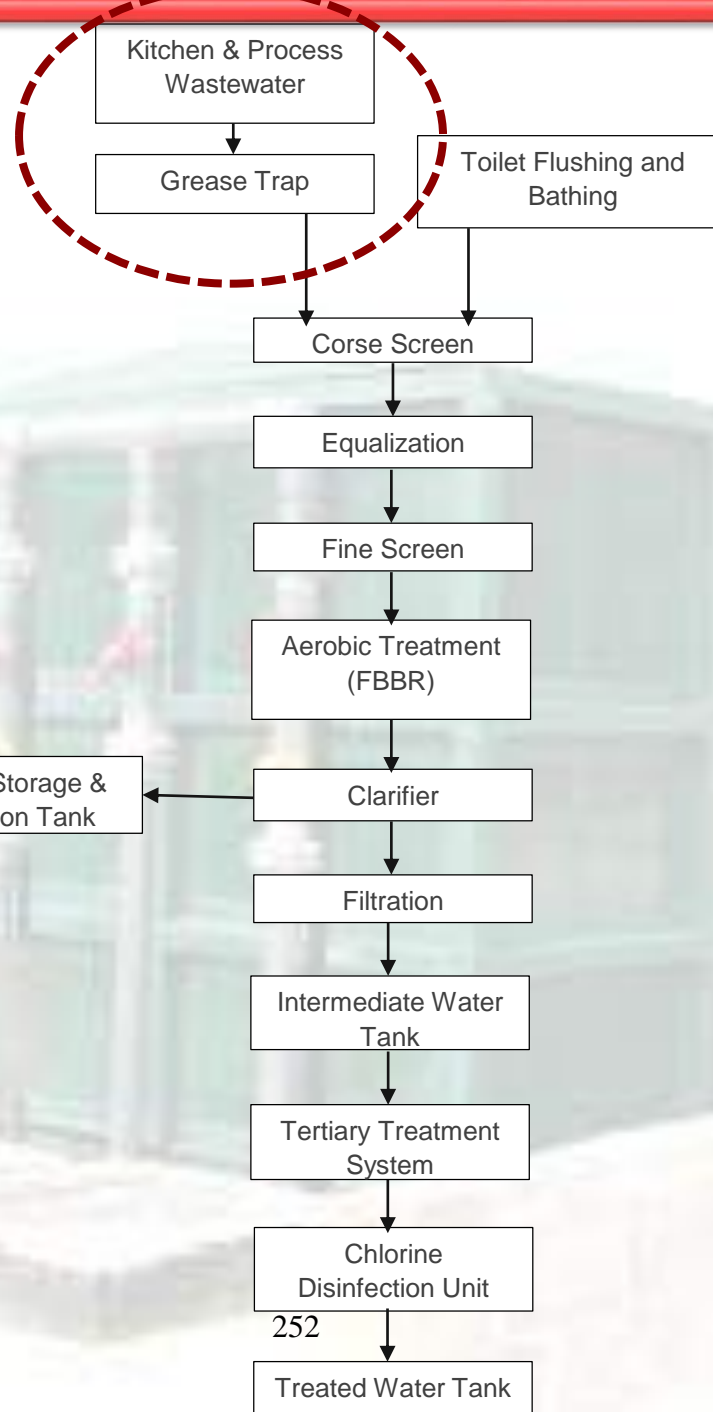 Kitchen & Process
Wastewater
Grease Trap
Toilet Flushing and
Bathing
Corse Screen
Equalization
Fine Screen
Aerobic Treatment
(FBBR)
Storage &
on Tank
Clarifier
Filtration
Intermediate Water
Tank
Tertiary Treatment
System
Chlorine
Disinfection Unit
252
Treated Water Tank